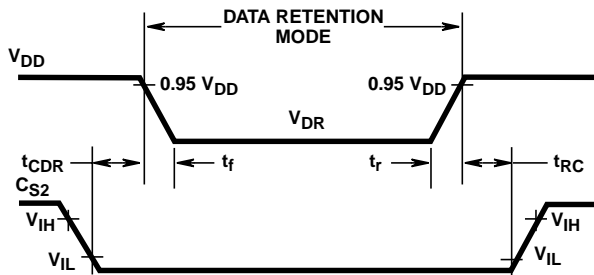 DATA RETENTION
MODE
VDD
0.95 VDD
0.95 VDD
VDR
tCDR
tf
tr
tRC
CS2
VIH
VIH
VIL
VIL